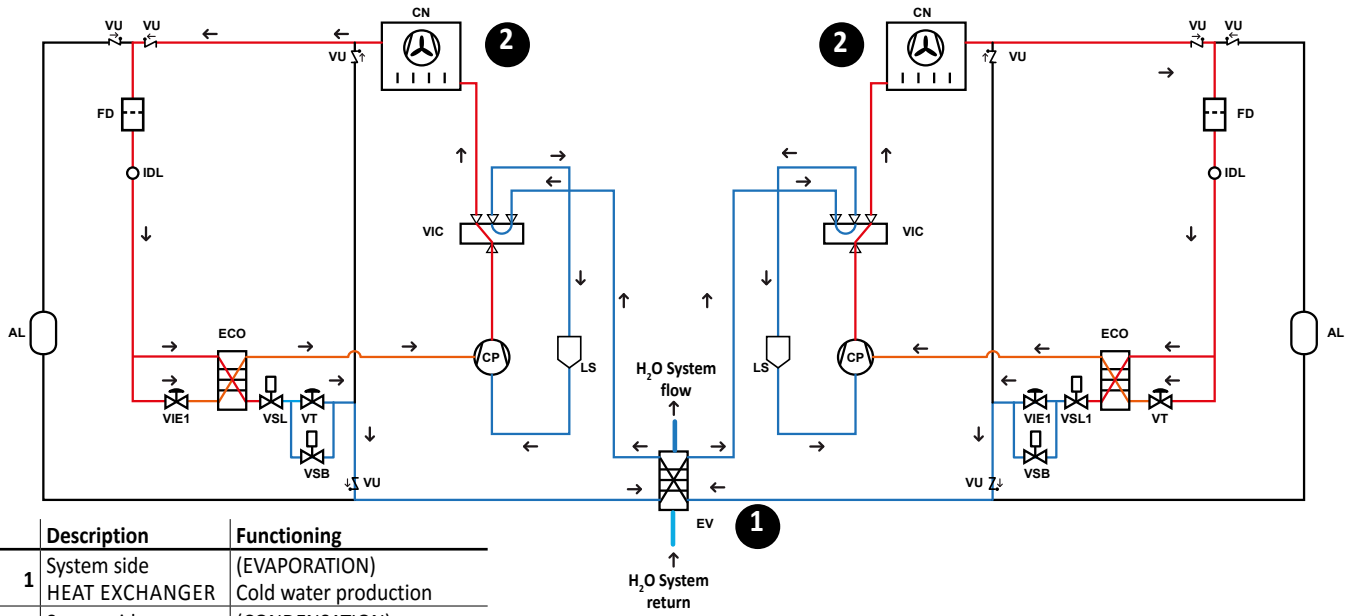 VU VU CN CN VU VU
2 2
VU VU
FD FD
IDL IDL
VIC VIC
AL ECO ECO AL
CP CP
LS LS
H₂O System
flow
VIE1 VSL VT VIE1 VSL1 VT
VSB VSB
VU VU
EV 1
H₂O System
return
Description Functioning
1 System side (EVAPORATION)
HEAT EXCHANGER Cold water production
(CONDENSATION)